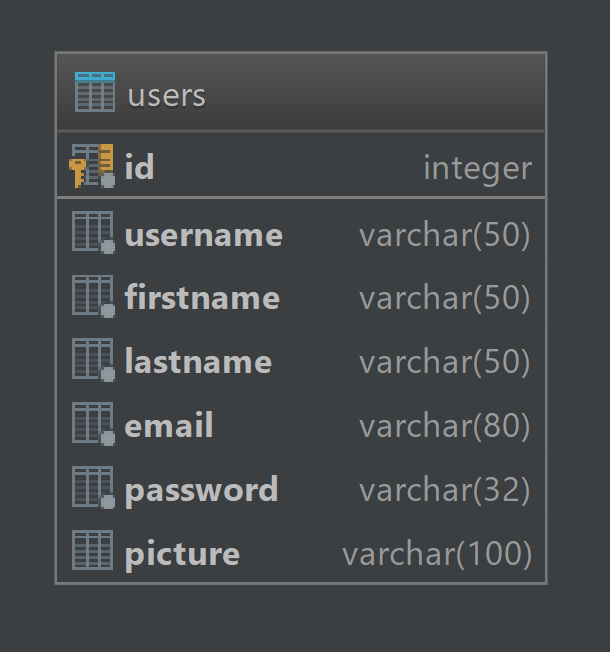 users
id integer
username varchar(50)
firstname varchar(50)
lastname varchar(50)
email varchar(80)
password varchar(32)
picture varchar(100)